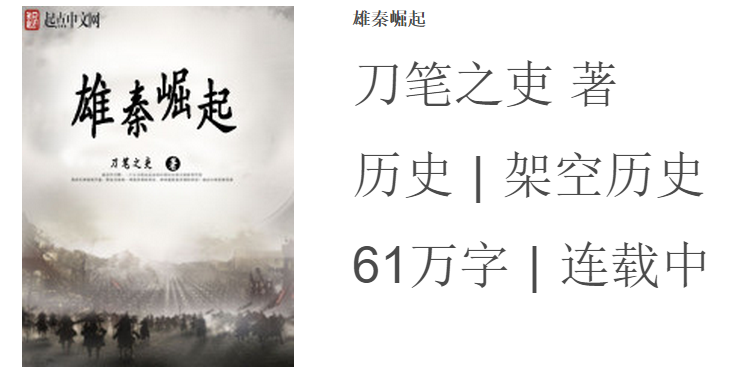 起点中文网
雄秦崛起
刀笔之吏 著
雄秦崛起
刀笔之吏 著
历史 | 架空历史
61万字 | 连载中